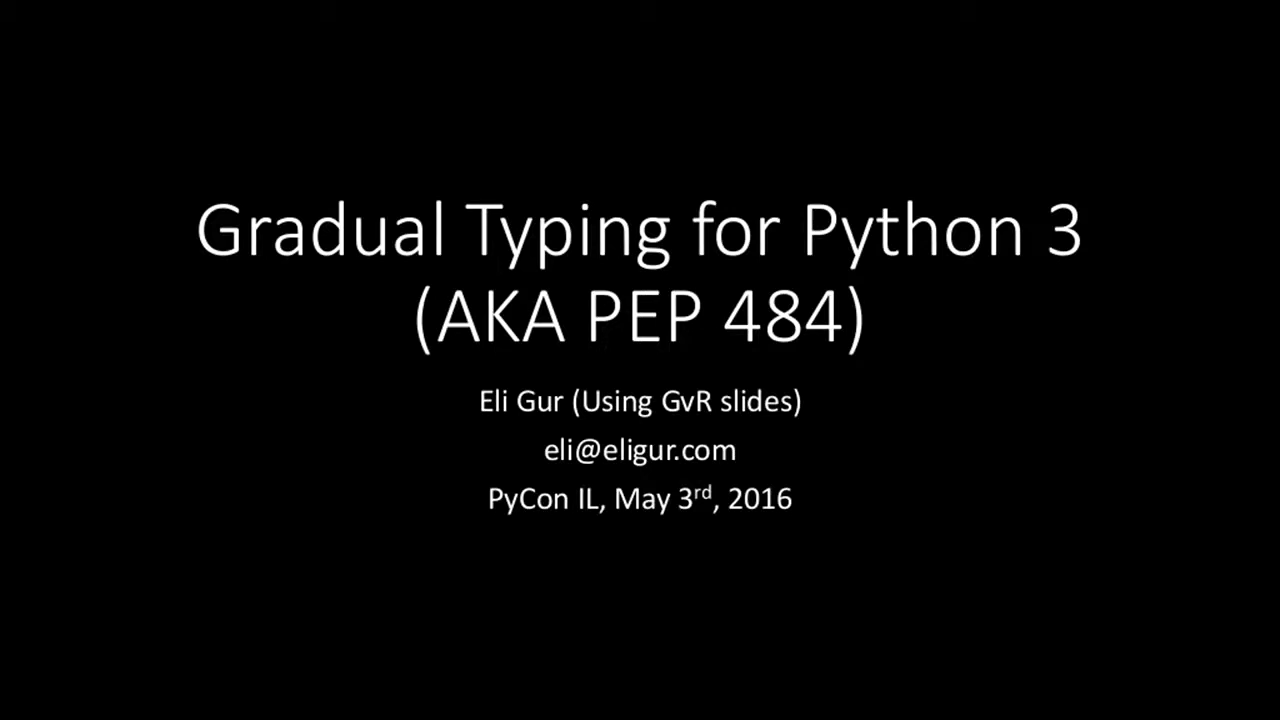 Gradual Typing for Python 3
(AKA PEP 484)
Eli Gur (Using GvR slides)
eli@eligur.com
PyCon IL, May 3rd, 2016